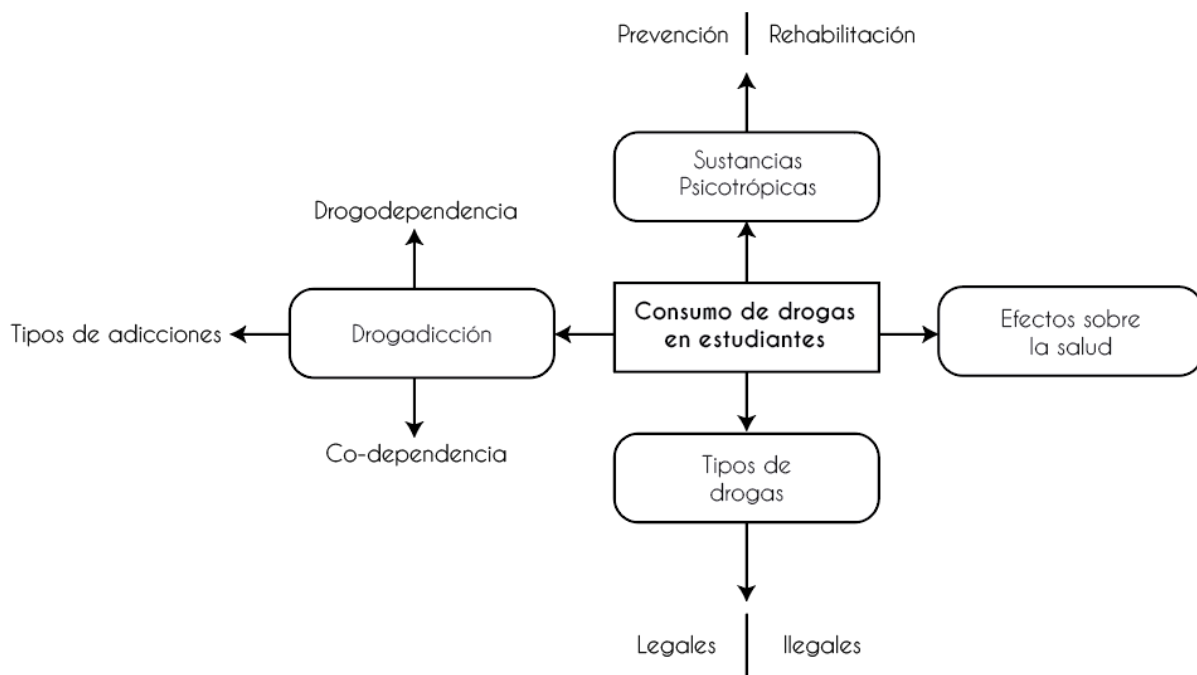 Prevención | Rehabilitación
Sustancias
Psicotrópicas
Drogodependencia
Consumo de drogas
en estudiantes
Efectos sobre
la salud
Tipos de adicciones
Drogadicción
Co-dependencia
Tipos de
drogas
Legales | Ilegales